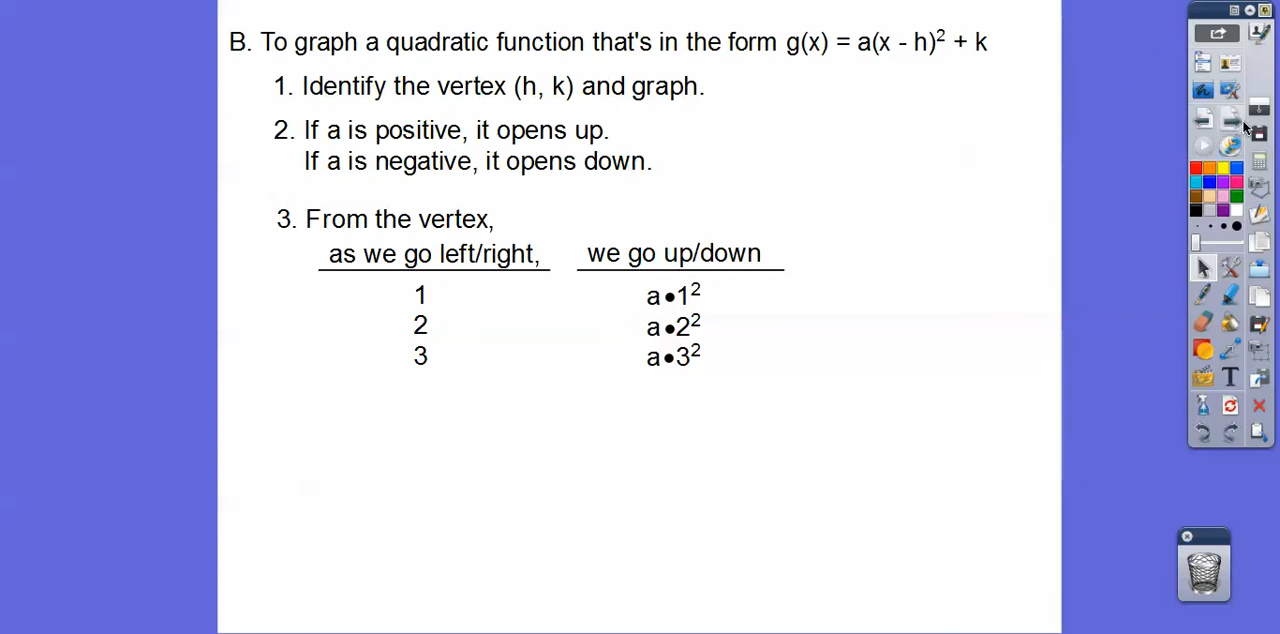 B. To graph a quadratic function that's in the form g(x) = a(x - h)² + k
1. Identify the vertex (h, k) and graph.
2. If a is positive, it opens up.
If a is negative, it opens down.
3. From the vertex,
as we go left/right, we go up/down
1 a•1²
2 a•2²
3 a•3²